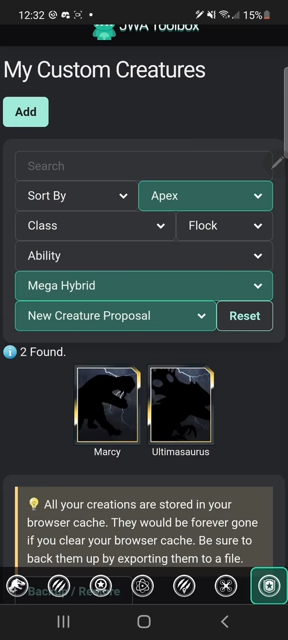 12:32
15%
JWA Toolbox
My Custom Creatures
Add
Search
Sort By
Apex
Class
Flock
Ability
Mega Hybrid
New Creature Proposal
Reset
2 Found.
Marcy
Ultimasaurus
All your creations are stored in your
browser cache. They would be forever gone
if you clear your browser cache. Be sure to
back them up by exporting them to a file.
Backup / Restore